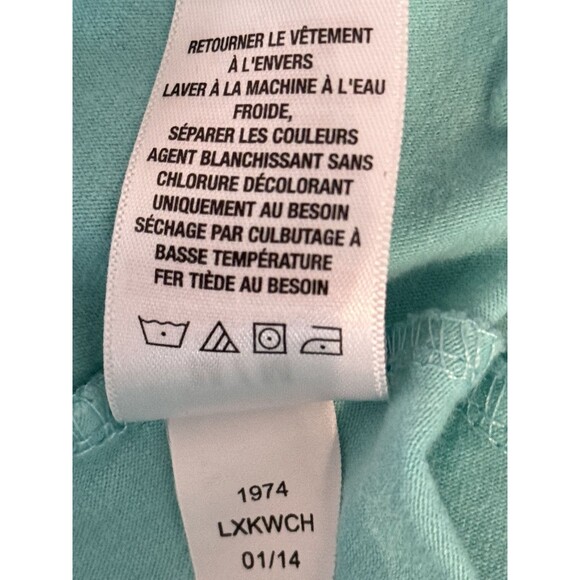 RETOURNER LE VÊTEMENT
À L'ENVERS
LAVER À LA MACHINE À L'EAU
FROIDE,
SÉPARER LES COULEURS
AGENT BLANCHISSANT SANS
CHLORURE DÉCOLORANT
UNIQUEMENT AU BESOIN
SÉCHAGE PAR CULBUTAGE À
BASSE TEMPÉRATURE
FER TIÈDE AU BESOIN
1974
LXKWCH
01/14